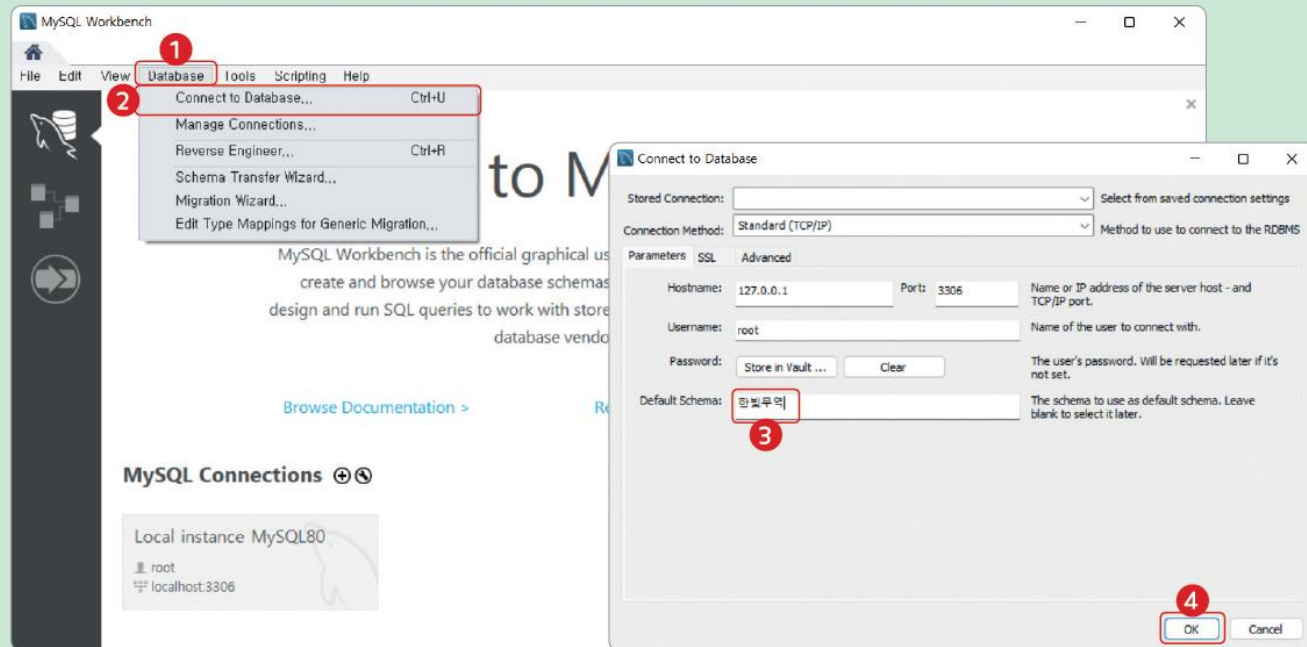 MySQL Workbench
1
File Edit View Database Tools Scripting Help
2
Connect to Database... Ctrl+U
Manage Connections...
Reverse Engineer... Ctrl+R
Schema Transfer Wizard...
Migration Wizard...
Edit Type Mappings for Generic Migration...
to M
MySQL Workbench is the official graphical us
create and browse your database schemas
design and run SQL queries to work with store
database vendo
Browse Documentation >
Re
MySQL Connections
Local instance MySQL80
root
localhost:3306
Connect to Database
Stored Connection: Select from saved connection settings
Connection Method: Standard (TCP/IP) Method to use to connect to the RDBMS
Parameters SSL Advanced
Hostname: 127.0.0.1 Port: 3306 Name or IP address of the server host - and
TCP/IP port.
Username: root Name of the user to connect with.
Password: Store in Vault ... Clear The user's password. Will be requested later if it's
not set.
Default Schema: 한빛무역 The schema to use as default schema. Leave
blank to select it later.
3
4
OK Cancel